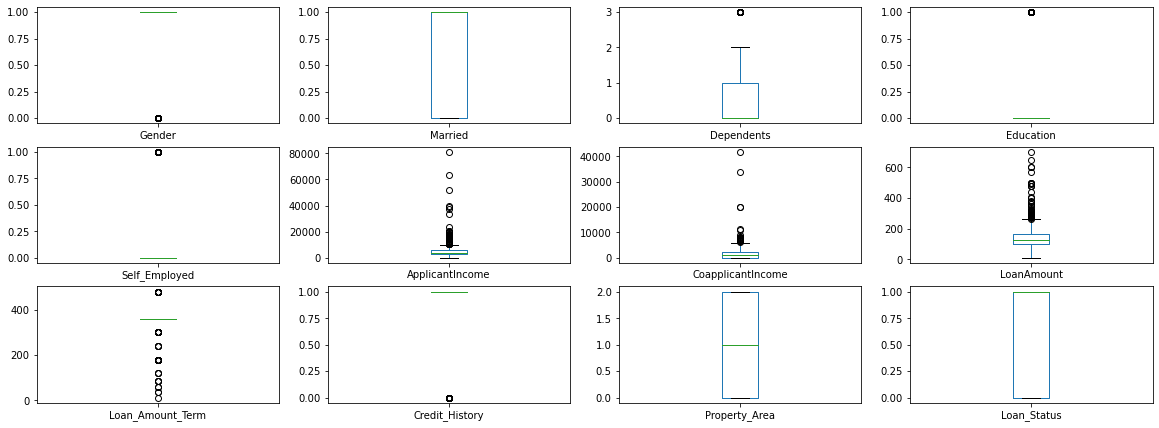 1.00 0.75 0.50 0.25 0.00
Gender
1.00 0.75 0.50 0.25 0.00
Married
3 2 1 0
Dependents
1.00 0.75 0.50 0.25 0.00
Education
1.00 0.75 0.50 0.25 0.00
Self_Employed
80000 60000 40000 20000 0
ApplicantIncome
40000 30000 20000 10000 0
CoapplicantIncome
600 400 200 0
LoanAmount
400 200 0
Loan_Amount_Term
1.00 0.75 0.50 0.25 0.00
Credit_History
2.0 1.5 1.0 0.5 0.0
Property_Area
1.00 0.75 0.50 0.25 0.00
Loan_Status